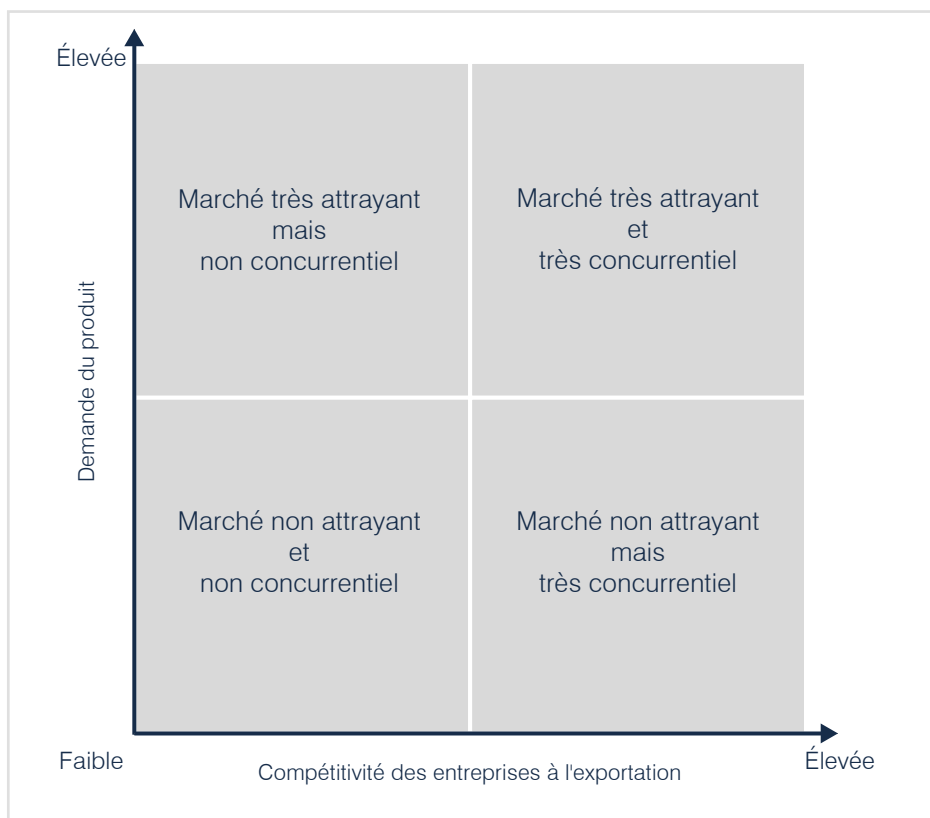 Élevée
Marché très attrayant
mais
non concurrentiel
Marché très attrayant
et
très concurrentiel
Demande du produit
Marché non attrayant
et
non concurrentiel
Marché non attrayant
mais
très concurrentiel
Faible
Compétitivité des entreprises à l'exportation
Élevée